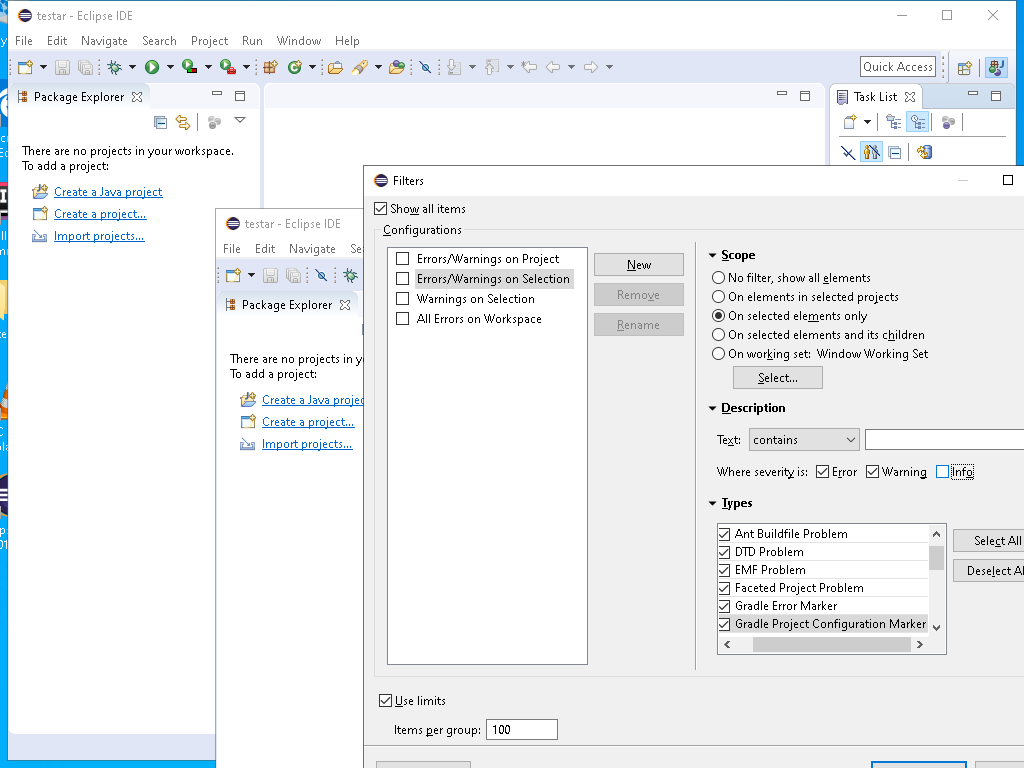 testar - Eclipse IDE
File Edit Navigate Search Project Run Window Help
Quick Access
Package Explorer
Task List
There are no projects in your workspace.
To add a project:
Create a Java project
Create a project...
Import projects...
testar - Eclipse IDE
File Edit Navigate Se
Package Explorer
There are no projects in y
To add a project:
Create a Java projec
Create a project...
Import projects...
Filters
Show all items
Configurations
Errors/Warnings on Project
Errors/Warnings on Selection
Warnings on Selection
All Errors on Workspace
New
Remove
Rename
Scope
No filter, show all elements
On elements in selected projects
On selected elements only
On selected elements and its children
On working set: Window Working Set
Select...
Description
Text: contains
Where severity is: Error Warning Info
Types
Ant Buildfile Problem
DTD Problem
EMF Problem
Faceted Project Problem
Gradle Error Marker
Gradle Project Configuration Marker
Select All
Deselect Al
Use limits
Items per group: 100